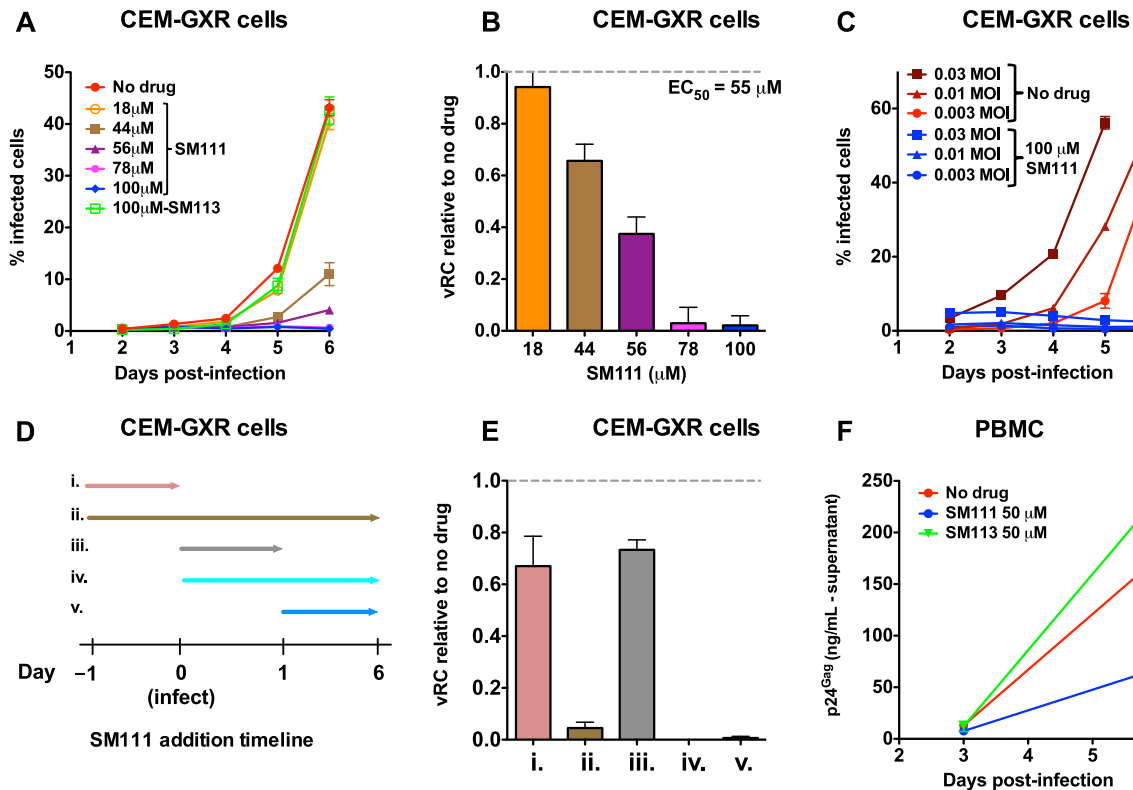 A
CEM-GXR cells
% infected cells
50
40
30
20
10
0
1 2 3 4 5 6
Days post-infection
No drug
18μM
44μM
56μM
78μM
100μM
SM111
100μM-SM113
B
CEM-GXR cells
vRC relative to no drug
1.0
0.8
0.6
0.4
0.2
0.0
EC50 = 55 μM
18 44 56 78 100
SM111 (μM)
C
CEM-GXR cells
% infected cells
60
40
20
0
1 2 3 4 5
Days post-infection
0.03 MOI
0.01 MOI
0.003 MOI
No drug
0.03 MOI
0.01 MOI
0.003 MOI
100 μM
SM111
D
CEM-GXR cells
i.
ii.
iii.
iv.
v.
Day –1 0 1 6
(infect)
SM111 addition timeline
E
CEM-GXR cells
vRC relative to no drug
1.0
0.8
0.6
0.4
0.2
0.0
i. ii. iii. iv. v.
F
PBMC
p24Gag (ng/mL - supernatant)
250
200
150
100
50
0
2 3 4 5
Days post-infection
No drug
SM111 50 μM
SM113 50 μM